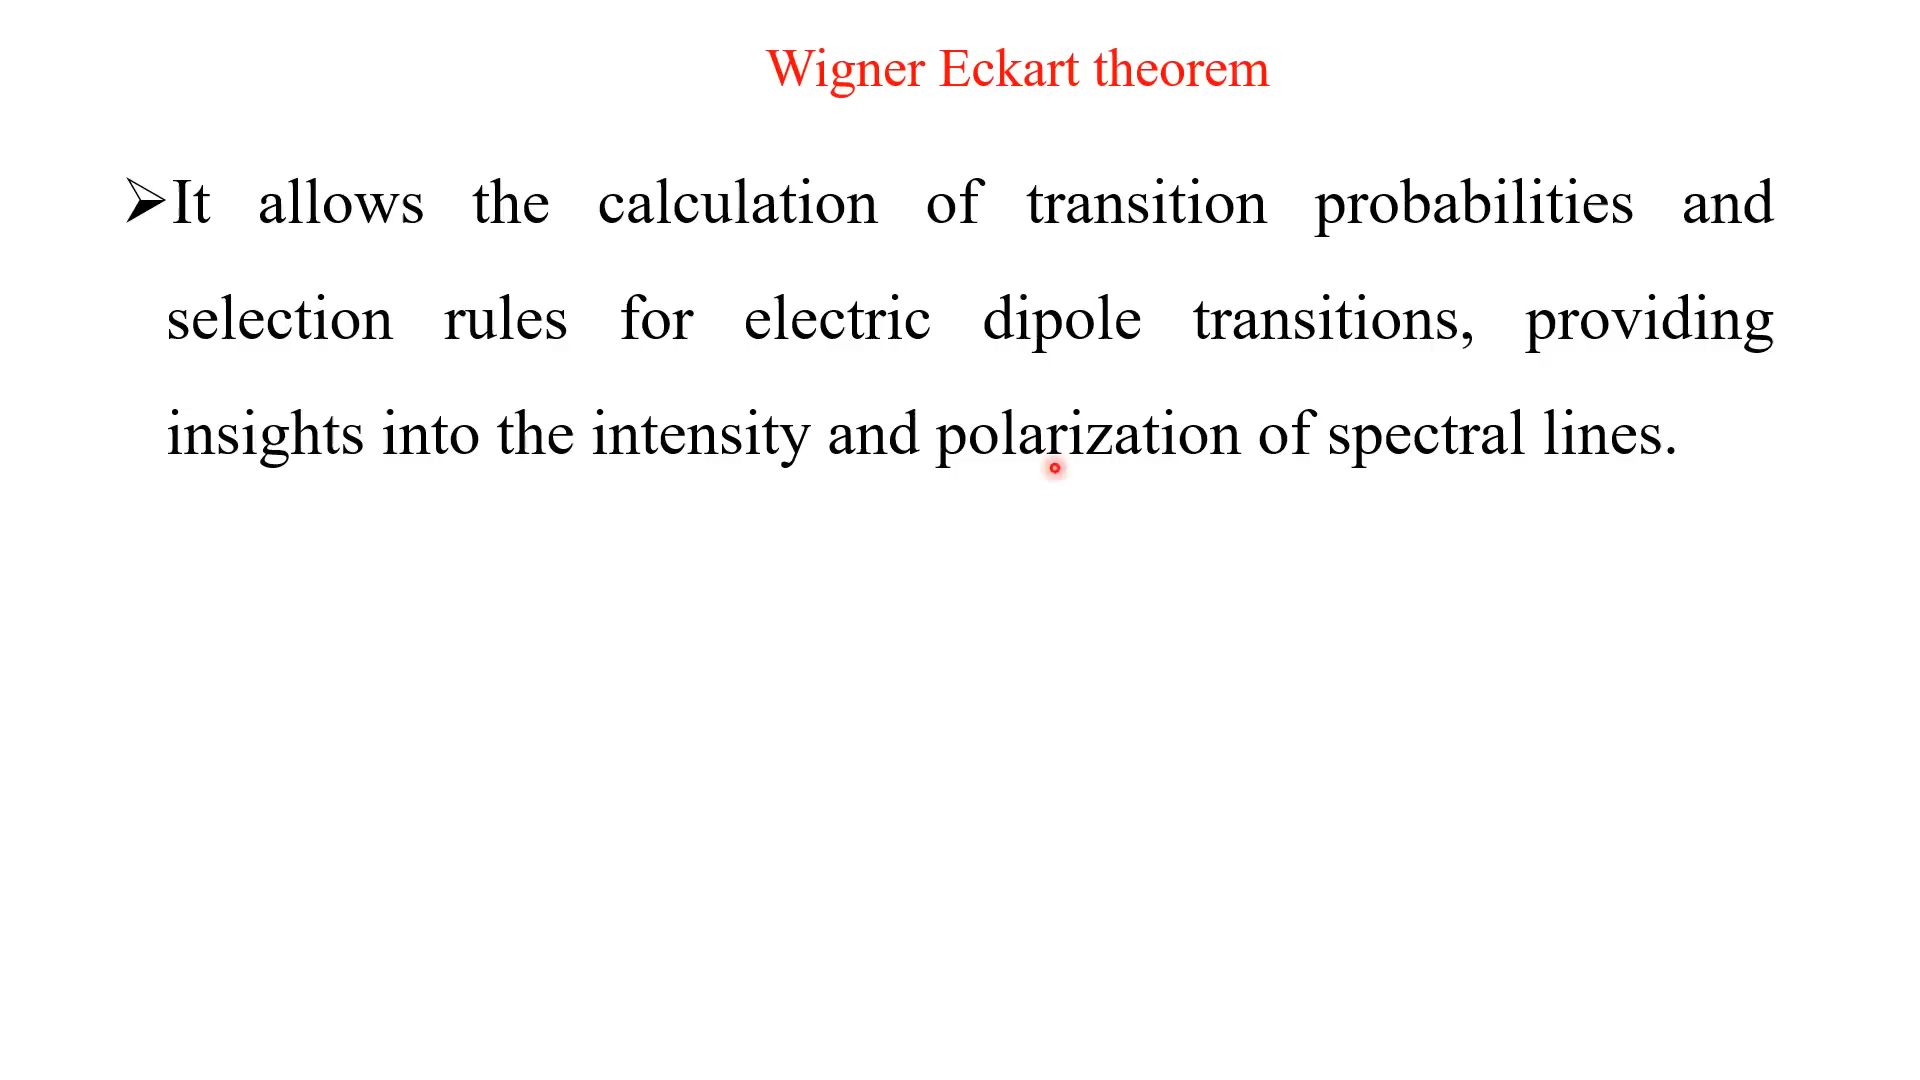 Wigner Eckart theorem
➢It allows the calculation of transition probabilities and
selection rules for electric dipole transitions, providing
insights into the intensity and polarization of spectral lines.